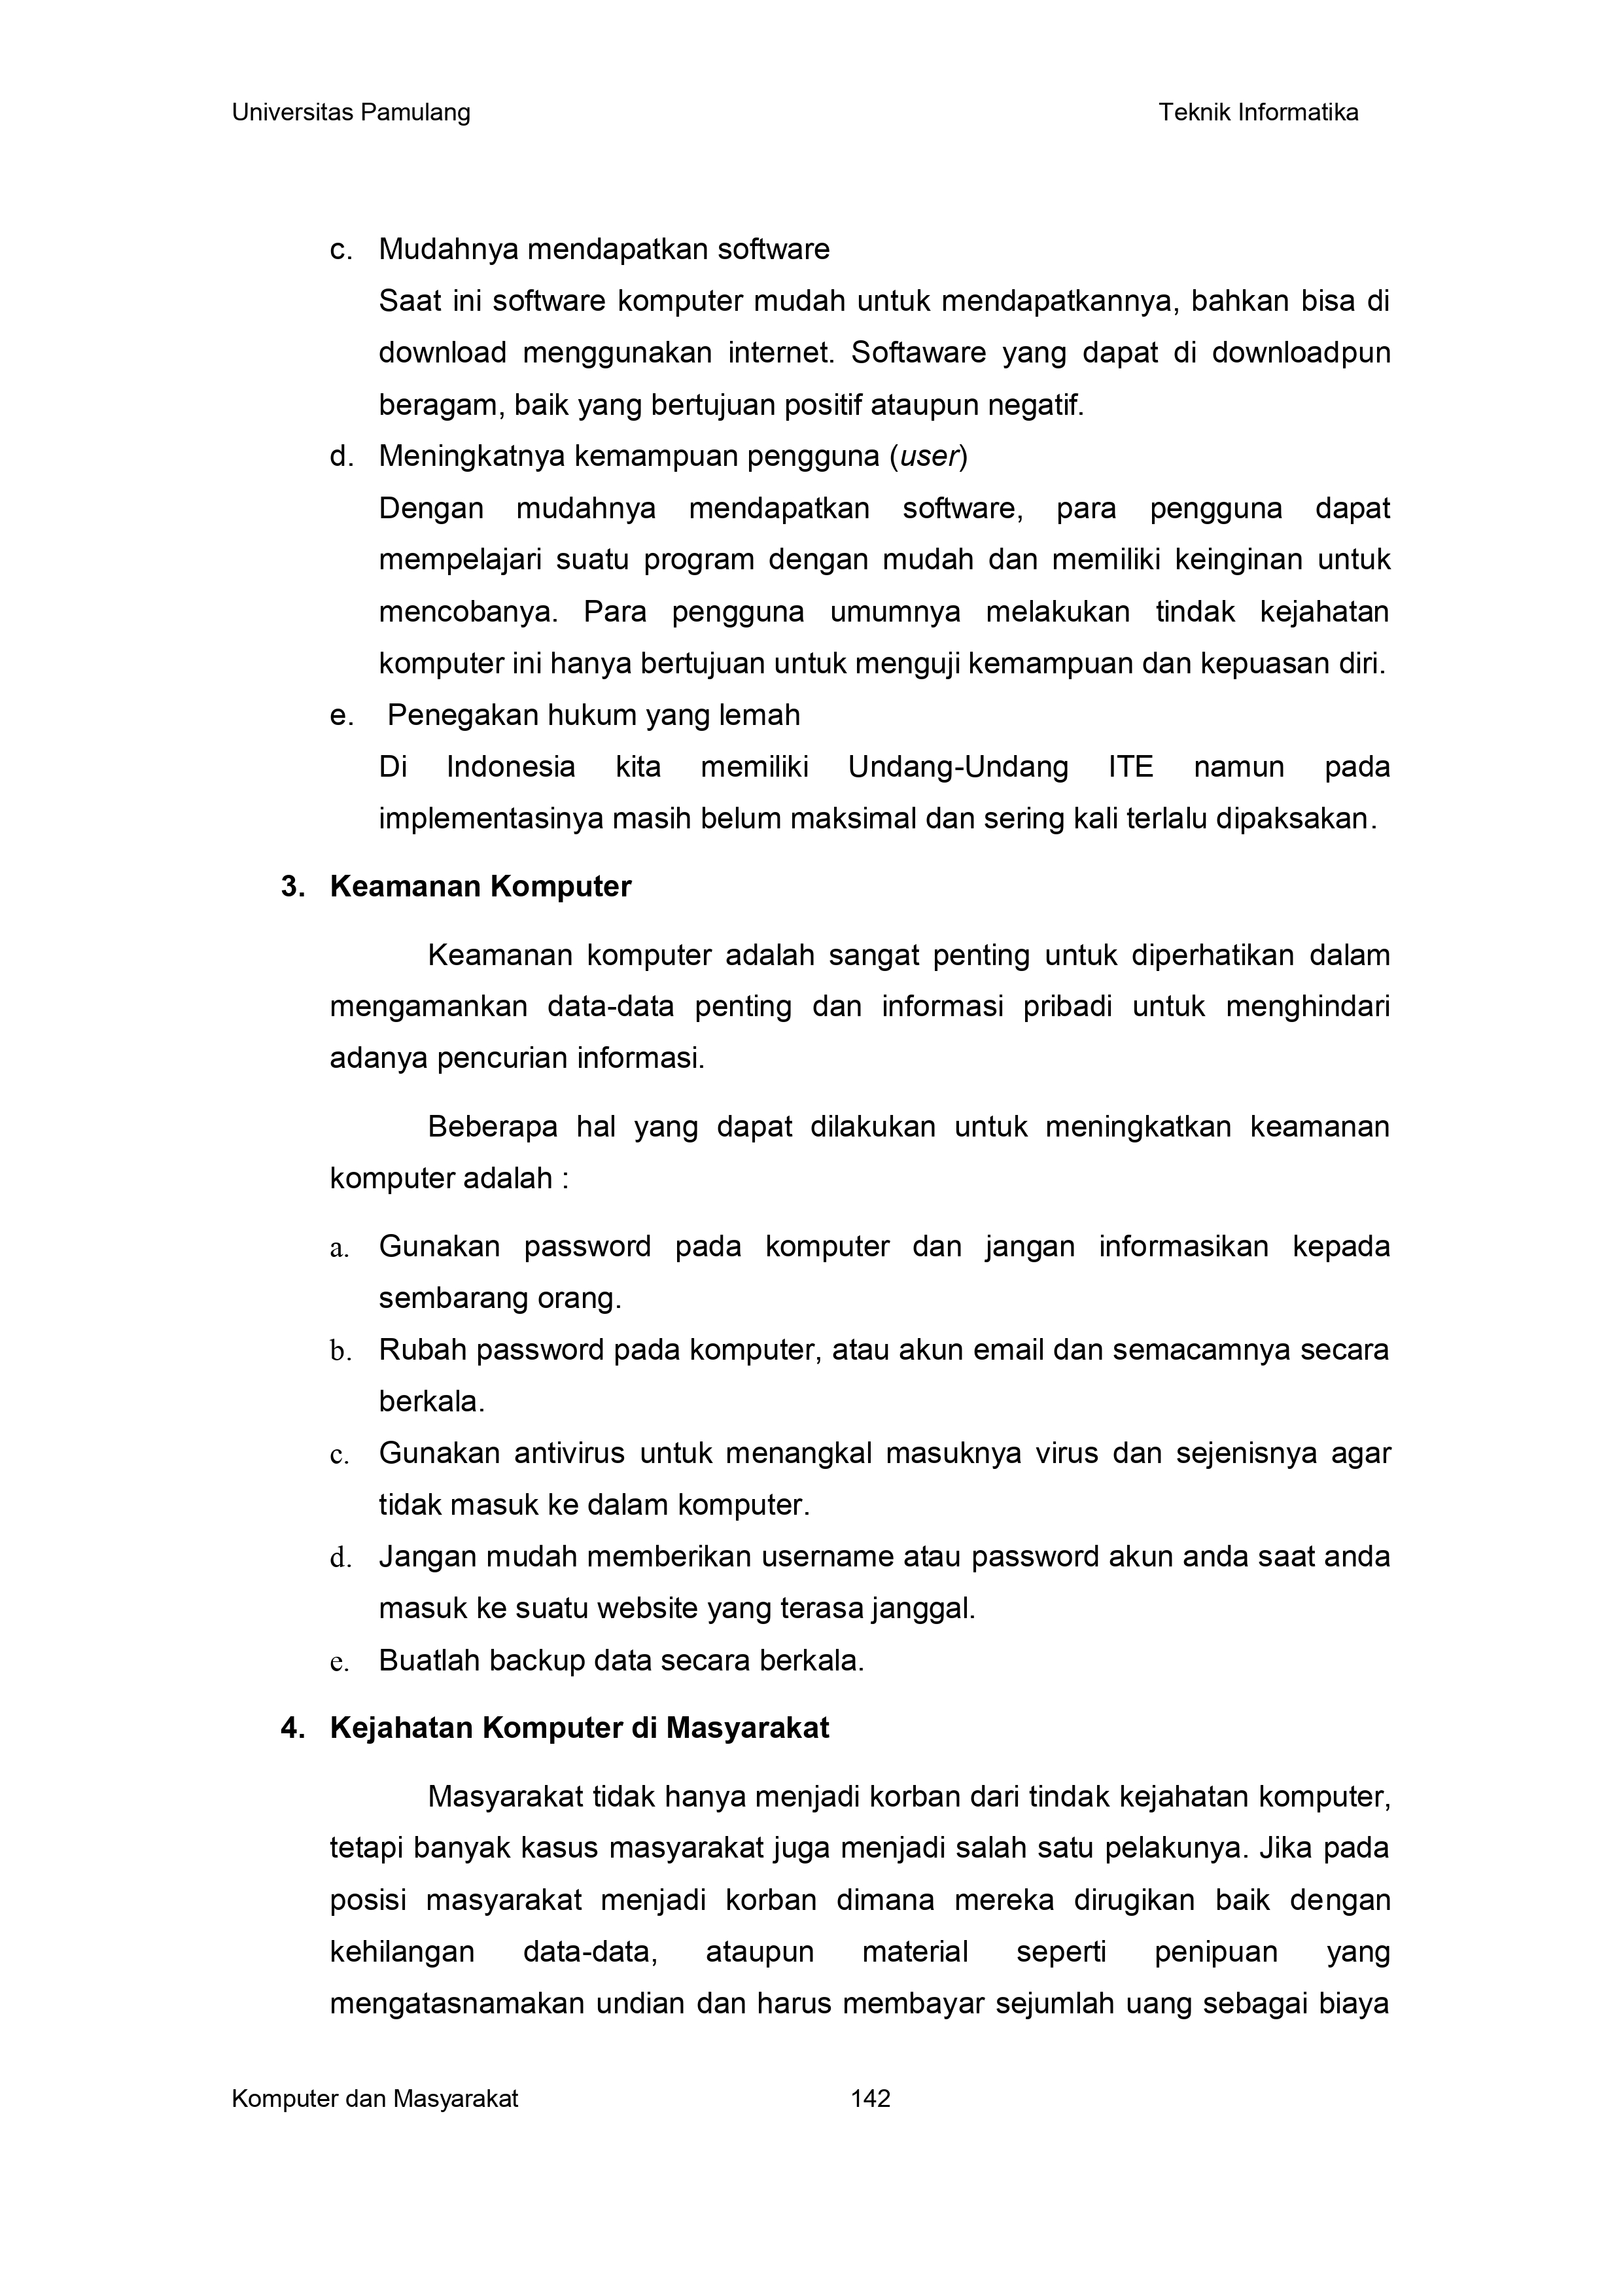 Universitas Pamulang Teknik Informatika
c. Mudahnya mendapatkan software
Saat ini software komputer mudah untuk mendapatkannya, bahkan bisa di
download menggunakan internet. Softaware yang dapat di downloadpun
beragam, baik yang bertujuan positif ataupun negatif.
d. Meningkatnya kemampuan pengguna (user)
Dengan mudahnya mendapatkan software, para pengguna dapat
mempelajari suatu program dengan mudah dan memiliki keinginan untuk
mencobanya. Para pengguna umumnya melakukan tindak kejahatan
komputer ini hanya bertujuan untuk menguji kemampuan dan kepuasan diri.
e. Penegakan hukum yang lemah
Di Indonesia kita memiliki Undang-Undang ITE namun pada
implementasinya masih belum maksimal dan sering kali terlalu dipaksakan.
3. Keamanan Komputer
Keamanan komputer adalah sangat penting untuk diperhatikan dalam
mengamankan data-data penting dan informasi pribadi untuk menghindari
adanya pencurian informasi.
Beberapa hal yang dapat dilakukan untuk meningkatkan keamanan
komputer adalah :
a. Gunakan password pada komputer dan jangan informasikan kepada
sembarang orang.
b. Rubah password pada komputer, atau akun email dan semacamnya secara
berkala.
c. Gunakan antivirus untuk menangkal masuknya virus dan sejenisnya agar
tidak masuk ke dalam komputer.
d. Jangan mudah memberikan username atau password akun anda saat anda
masuk ke suatu website yang terasa janggal.
e. Buatlah backup data secara berkala.
4. Kejahatan Komputer di Masyarakat
Masyarakat tidak hanya menjadi korban dari tindak kejahatan komputer,
tetapi banyak kasus masyarakat juga menjadi salah satu pelakunya. Jika pada
posisi masyarakat menjadi korban dimana mereka dirugikan baik dengan
kehilangan data-data, ataupun material seperti penipuan yang
mengatasnamakan undian dan harus membayar sejumlah uang sebagai biaya
Komputer dan Masyarakat 142